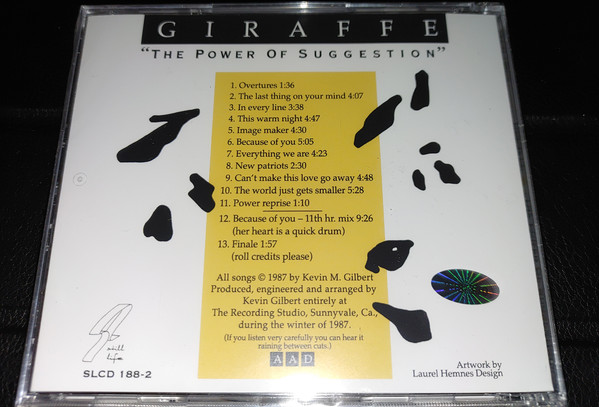 GIRAFFE
"THE POWER OF SUGGESTION"
1. Overtures 1:36
2. The last thing on your mind 4:07
3. In every line 3:38
4. This warm night 4:47
5. Image maker 4:30
6. Because of you 5:05
7. Everything we are 4:23
8. New patriots 2:30
9. Can't make this love go away 4:48
10. The world just gets smaller 5:28
11. Power reprise 1:10
12. Because of you – 11th hr. mix 9:26
(her heart is a quick drum)
13. Finale 1:57
(roll credits please)
All songs © 1987 by Kevin M. Gilbert
Produced, engineered and arranged by
Kevin Gilbert entirely at
The Recording Studio, Sunnyvale, Ca.,
during the winter of 1987.
(If you listen very carefully you can hear it
raining between cuts.)
AAD
still
life
SLCD 188-2
Artwork by
Laurel Hemnes Design